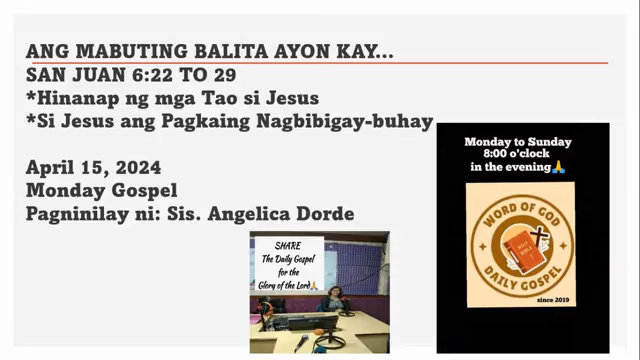 ANG MABUTING BALITA AYON KAY...
SAN JUAN 6:22 TO 29
*Hinanap ng mga Tao si Jesus
*Si Jesus ang Pagkaing Nagbibigay-buhay
April 15, 2024
Monday Gospel
Pagninilay ni: Sis. Angelica Dorde
Monday to Sunday
8:00 o'clock
in the evening🙏
WORD OF GOD
HOLY BIBLE
DAILY GOSPEL
since 2019
SHARE
The Daily Gospel
for the
Glory of the Lord🙏